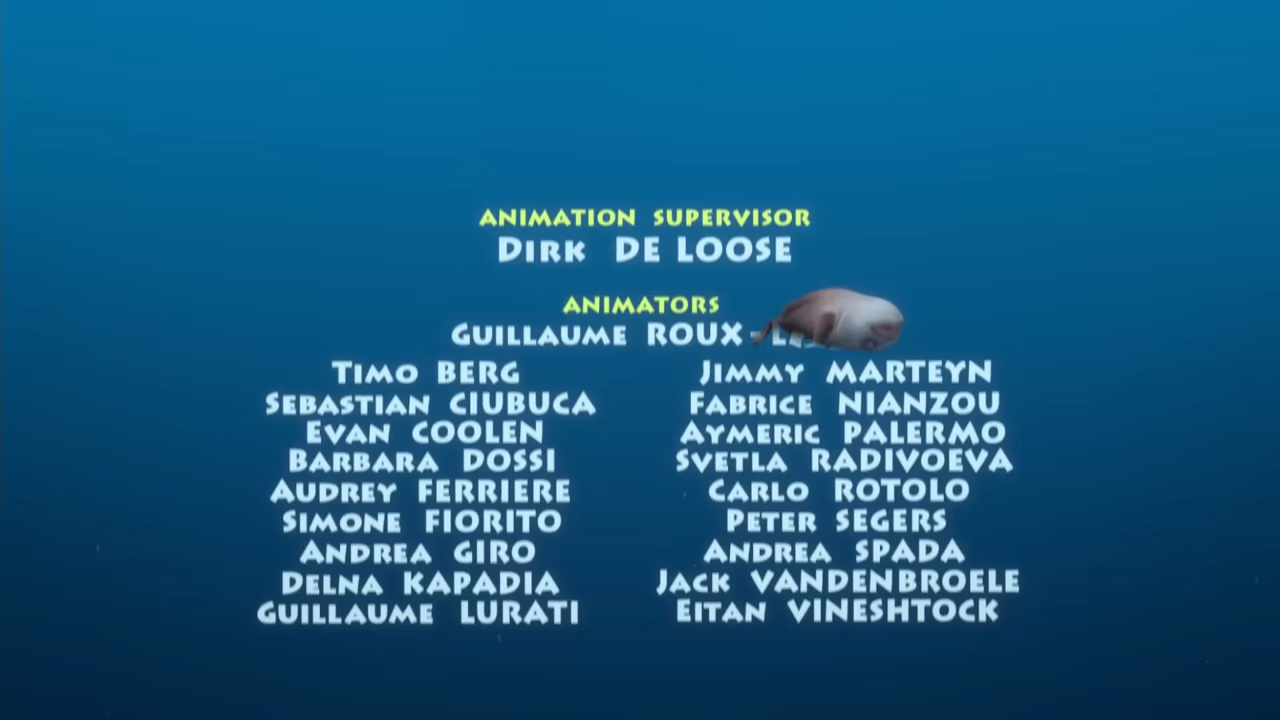 ANIMATION SUPERVISOR
DIRK DE LOOSE
ANIMATORS
GUILLAUME ROUX-
TIMO BERG
SEBASTIAN CIUBUCA
EVAN COOLEN
BARBARA DOSSI
AUDREY FERRIERE
SIMONE FIORITO
ANDREA GIRO
DELNA KAPADIA
GUILLAUME LURATI
JIMMY MARTEYN
FABRICE NIANZOU
AYMERIC PALERMO
SVETLA RADIVOEVA
CARLO ROTOLO
PETER SEGERS
ANDREA SPADA
JACK VANDENBROELE
EITAN VINESHTOCK